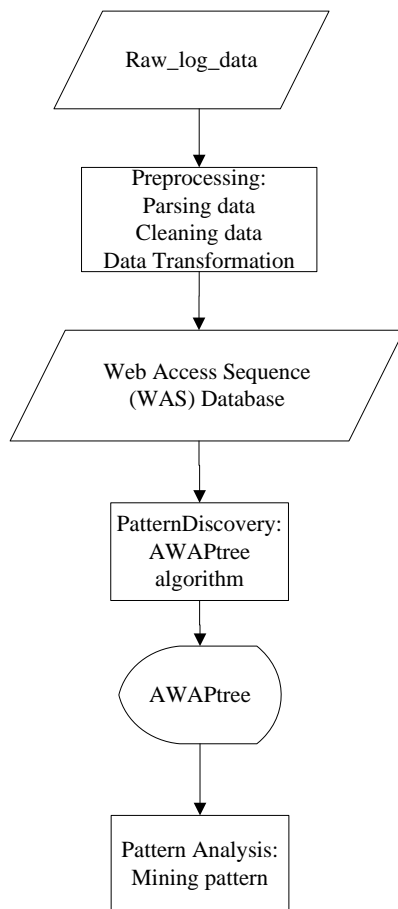 Raw_log_data
Preprocessing:
Parsing data
Cleaning data
Data Transformation
Web Access Sequence
(WAS) Database
PatternDiscovery:
AWAPtree
algorithm
AWAPtree
Pattern Analysis:
Mining pattern